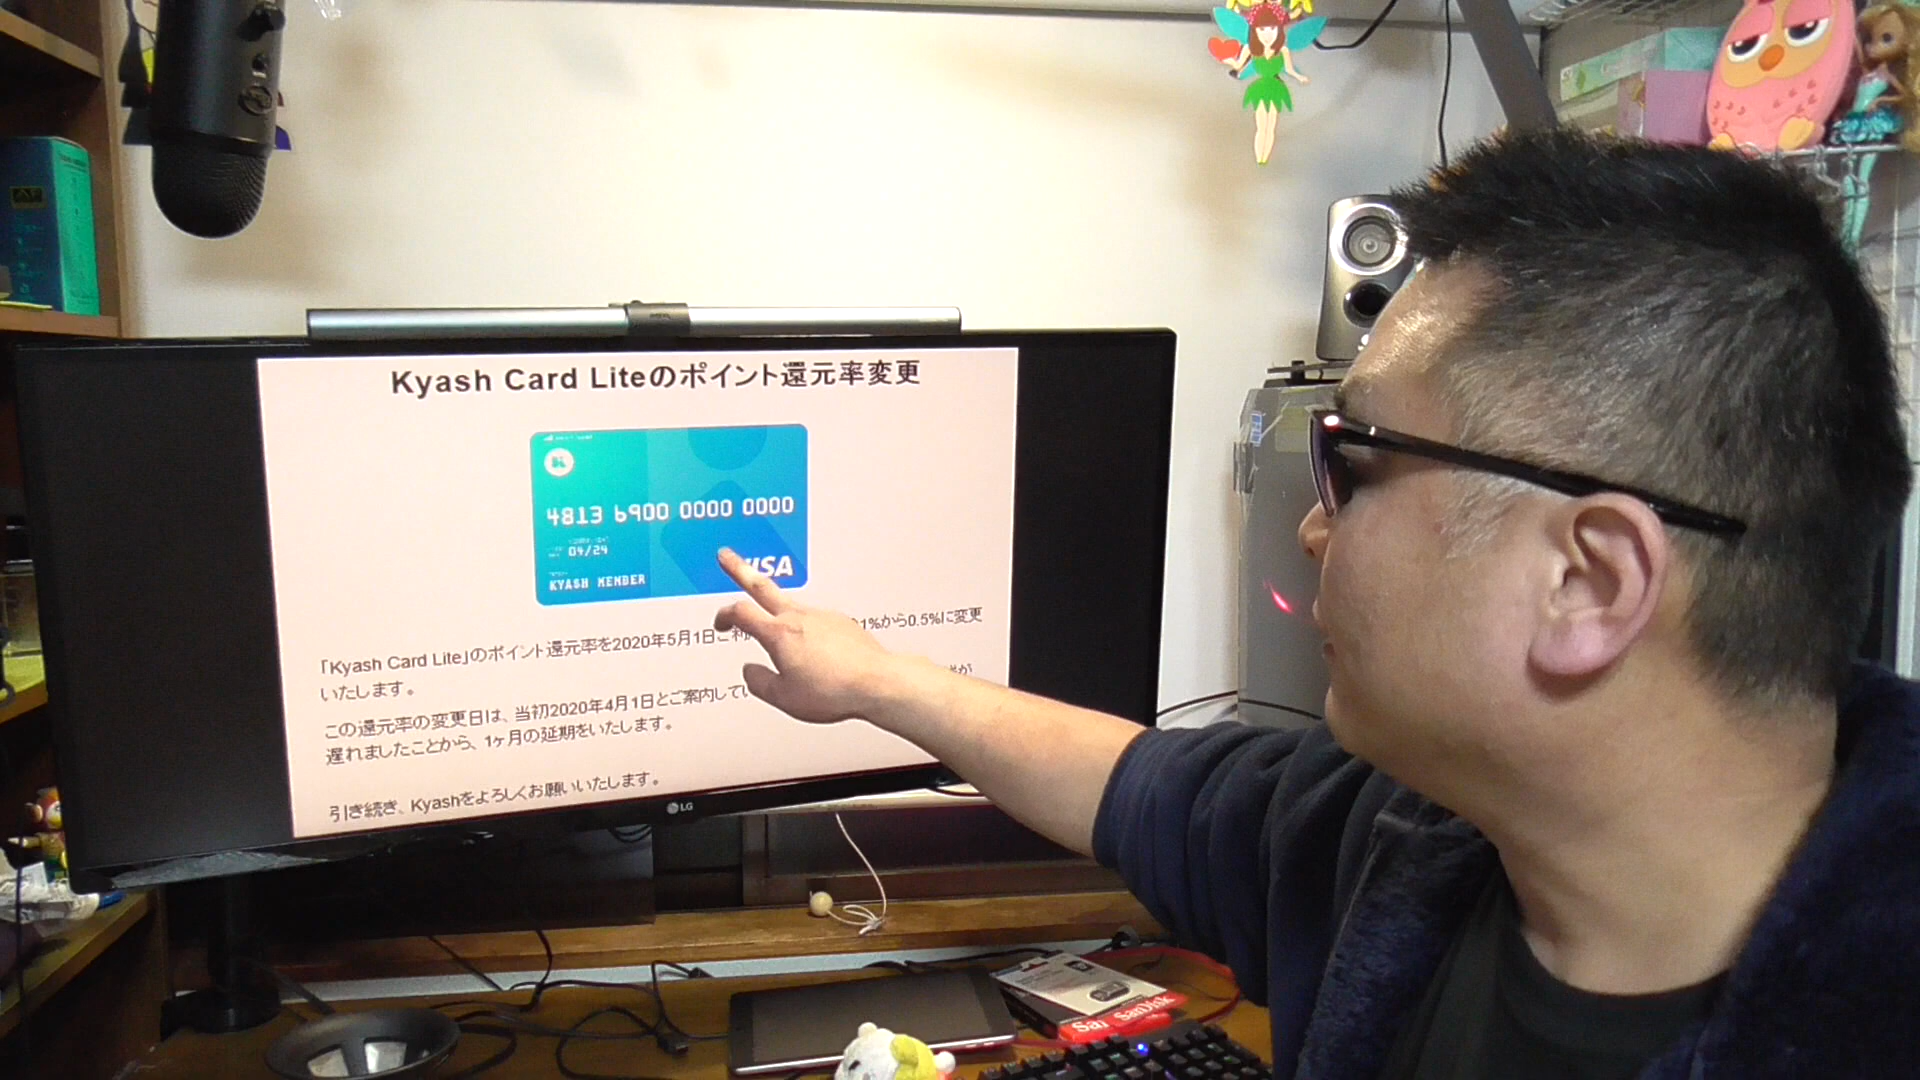 Kyash Card Liteのポイント還元率変更
4813 6900 0000 0000
04/24
KYASH MEMBER
ISA
「Kyash Card Lite」のポイント還元率を2020年5月1日ご利 1%から0.5%に変更
いたします。
この還元率の変更日は、当初2020年4月1日とご案内してい が
遅れましたことから、1ヶ月の延期をいたします。
引き続き、Kyashをよろしくお願いいたします。
LG
SanDisk